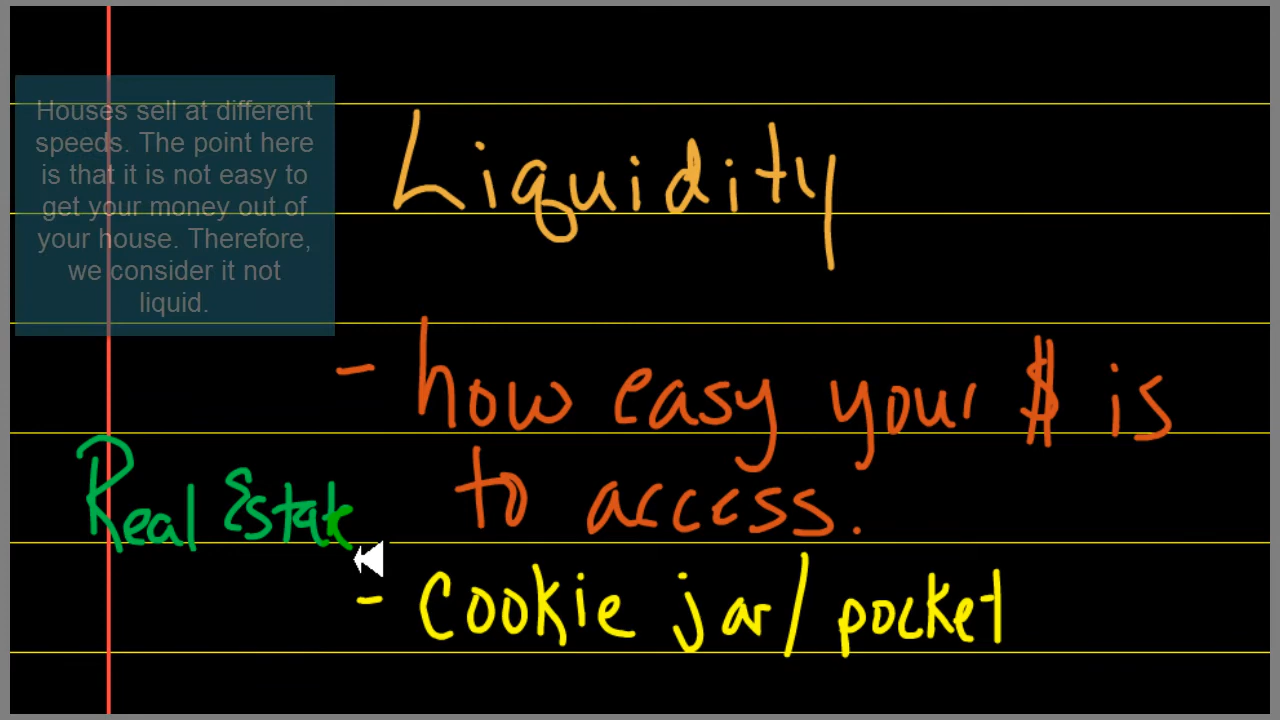 Houses sell at different
speeds. The point here
is that it is not easy to
get your money out of
your house. Therefore,
we consider it not
liquid.
Liquidity
- how easy your $ is
to access.
Real Estate
- cookie jar/pocket